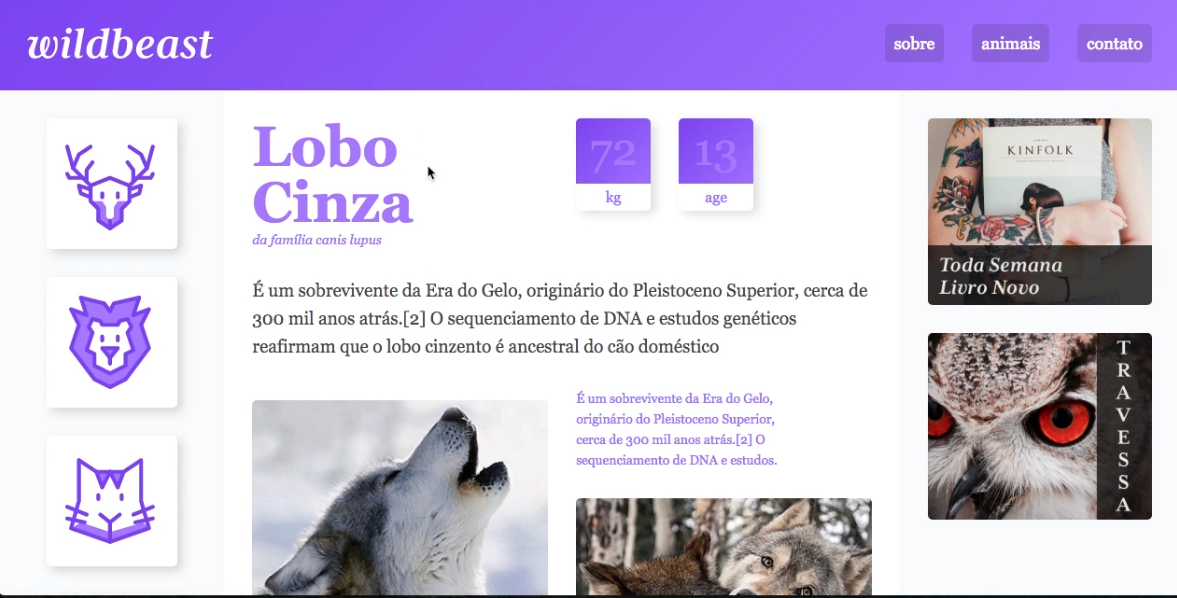 wildbeast
sobre
animais
contato
Lobo
Cinza
da família canis lupus
72
kg
13
age
É um sobrevivente da Era do Gelo, originário do Pleistoceno Superior, cerca de
300 mil anos atrás.[2] O sequenciamento de DNA e estudos genéticos
reafirmam que o lobo cinzento é ancestral do cão doméstico
É um sobrevivente da Era do Gelo,
originário do Pleistoceno Superior,
cerca de 300 mil anos atrás.[2] O
sequenciamento de DNA e estudos.
KINFOLK
Toda Semana
Livro Novo
TRAVESSA